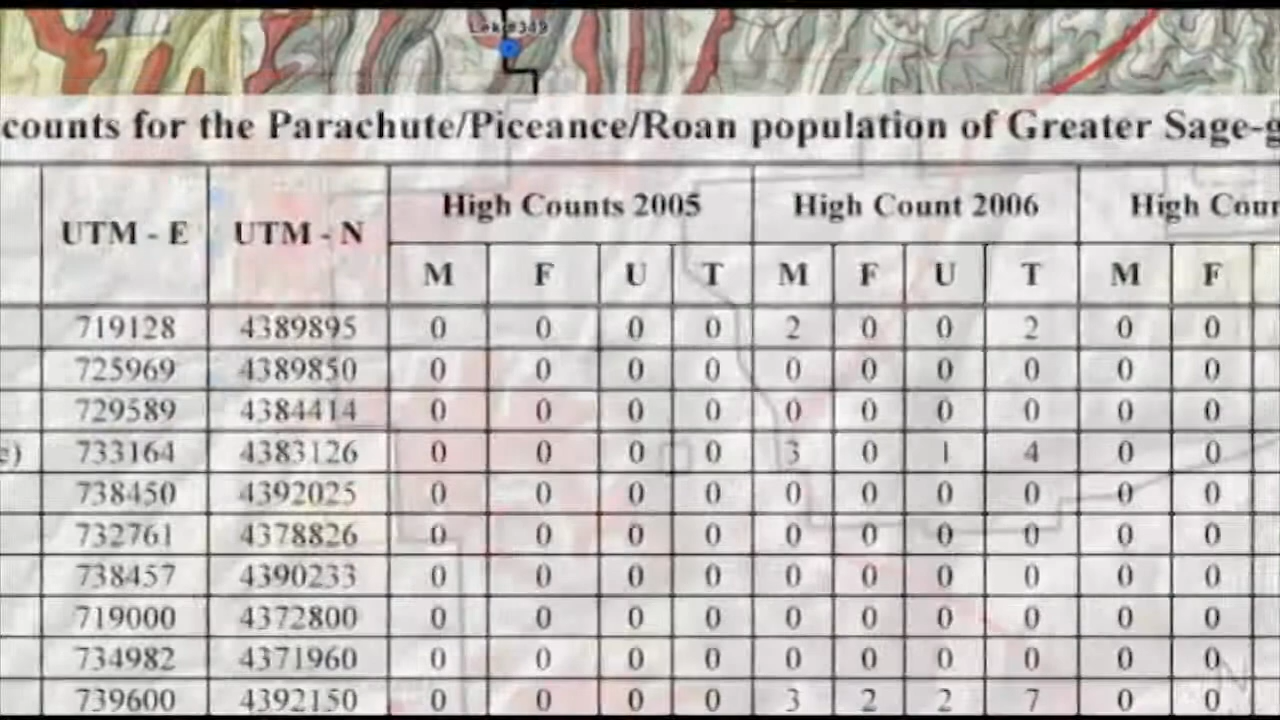 Lek #349
counts for the Parachute/Piceance/Roan population of Greater Sage-g
UTM - E UTM - N High Counts 2005 High Count 2006 High Coun
M F U T M F U T M F
719128 4389895 0 0 0 0 2 0 0 2 0 0
725969 4389850 0 0 0 0 0 0 0 0 0 0
729589 4384414 0 0 0 0 0 0 0 0 0 0
e) 733164 4383126 0 0 0 0 3 0 1 4 0 0
738450 4392025 0 0 0 0 0 0 0 0 0 0
732761 4378826 0 0 0 0 0 0 0 0 0 0
738457 4390233 0 0 0 0 0 0 0 0 0 0
719000 4372800 0 0 0 0 0 0 0 0 0 0
734982 4371960 0 0 0 0 0 0 0 0 0 0
739600 4392150 0 0 0 0 3 2 2 7 0 0